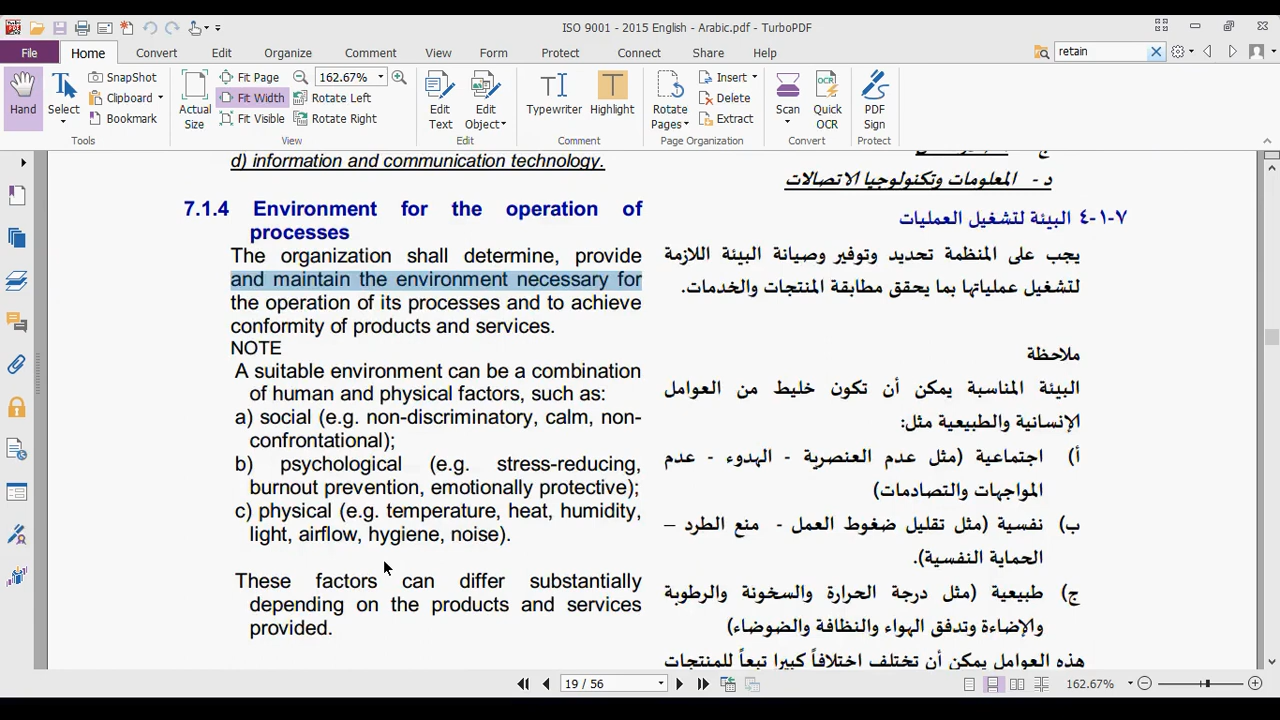 ISO 9001 - 2015 English - Arabic.pdf - TurboPDF
File Home Convert Edit Organize Comment View Form Protect Connect Share Help
retain
Hand
Select
SnapShot
Clipboard
Bookmark
Tools
Actual Size
Fit Page
Fit Width
Fit Visible
162.67%
Rotate Left
Rotate Right
View
Edit Text
Edit Object
Edit
Typewriter
Highlight
Comment
Rotate Pages
Insert
Delete
Extract
Page Organization
Scan
Quick OCR
Convert
PDF Sign
Protect
d) information and communication technology.
7.1.4 Environment for the operation of
processes
The organization shall determine, provide
and maintain the environment necessary for
the operation of its processes and to achieve
conformity of products and services.
NOTE
A suitable environment can be a combination
of human and physical factors, such as:
a) social (e.g. non-discriminatory, calm, non-
confrontational);
b) psychological (e.g. stress-reducing,
burnout prevention, emotionally protective);
c) physical (e.g. temperature, heat, humidity,
light, airflow, hygiene, noise).
These factors can differ substantially
depending on the products and services
provided.
د - المعلومات وتكنولوجيا الاتصالات
٧-١-٤ البيئة لتشغيل العمليات
يجب على المنظمة تحديد وتوفير وصيانة البيئة اللازمة
لتشغيل عملياتها بما يحقق مطابقة المنتجات والخدمات.
ملاحظة
البيئة المناسبة يمكن أن تكون خليط من العوامل
الإنسانية والطبيعية مثل:
أ) اجتماعية (مثل عدم العنصرية - الهدوء - عدم
المواجهات والتصادمات)
ب) نفسية (مثل تقليل ضغوط العمل - منع الطرد –
الحماية النفسية).
ج) طبيعية (مثل درجة الحرارة والسخونة والرطوبة
والإضاءة وتدفق الهواء والنظافة والضوضاء)
هذه العوامل يمكن أن تختلف اختلافاً كبيرا تبعاً للمنتجات
19 / 56
162.67%